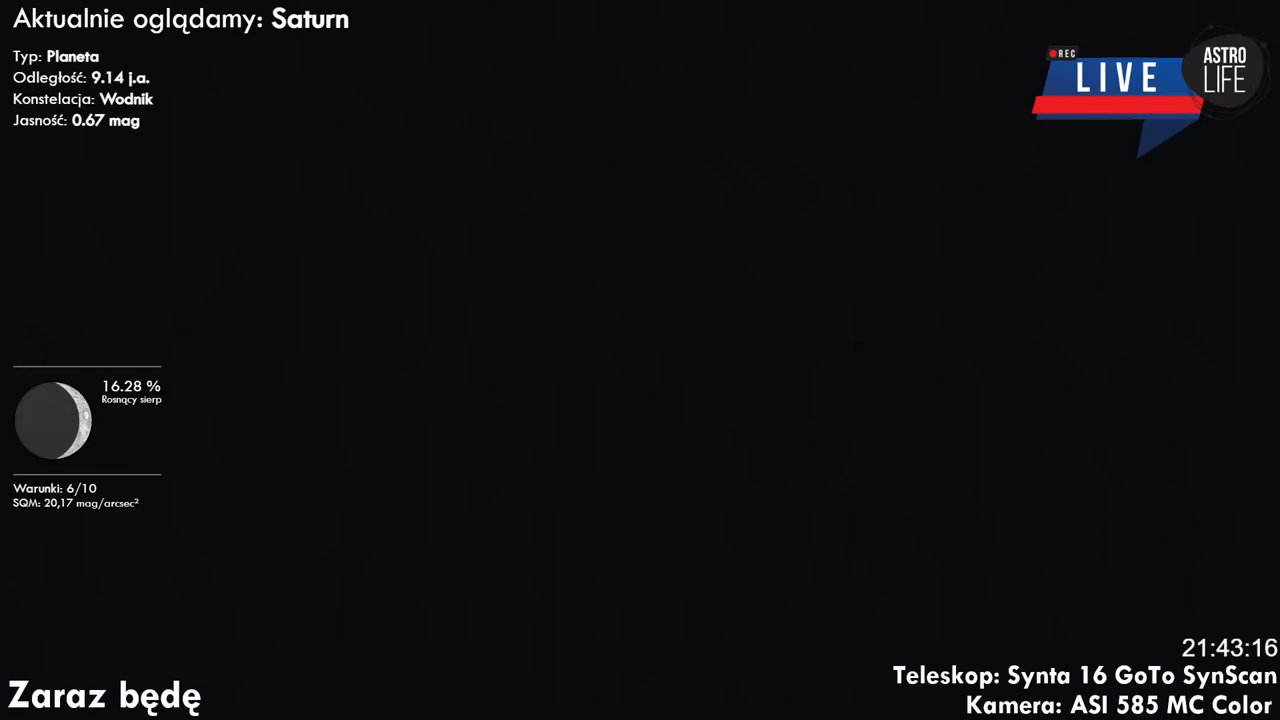 Aktualnie oglądamy: Saturn
Typ: Planeta
Odległość: 9.14 j.a.
Konstelacja: Wodnik
Jasność: 0.67 mag
REC
LIVE
ASTRO
LIFE
16.28 %
Rosnący sierp
Warunki: 6/10
SQM: 20,17 mag/arcsec²
21:43:16
Teleskop: Synta 16 GoTo SynScan
Kamera: ASI 585 MC Color
Zaraz będę